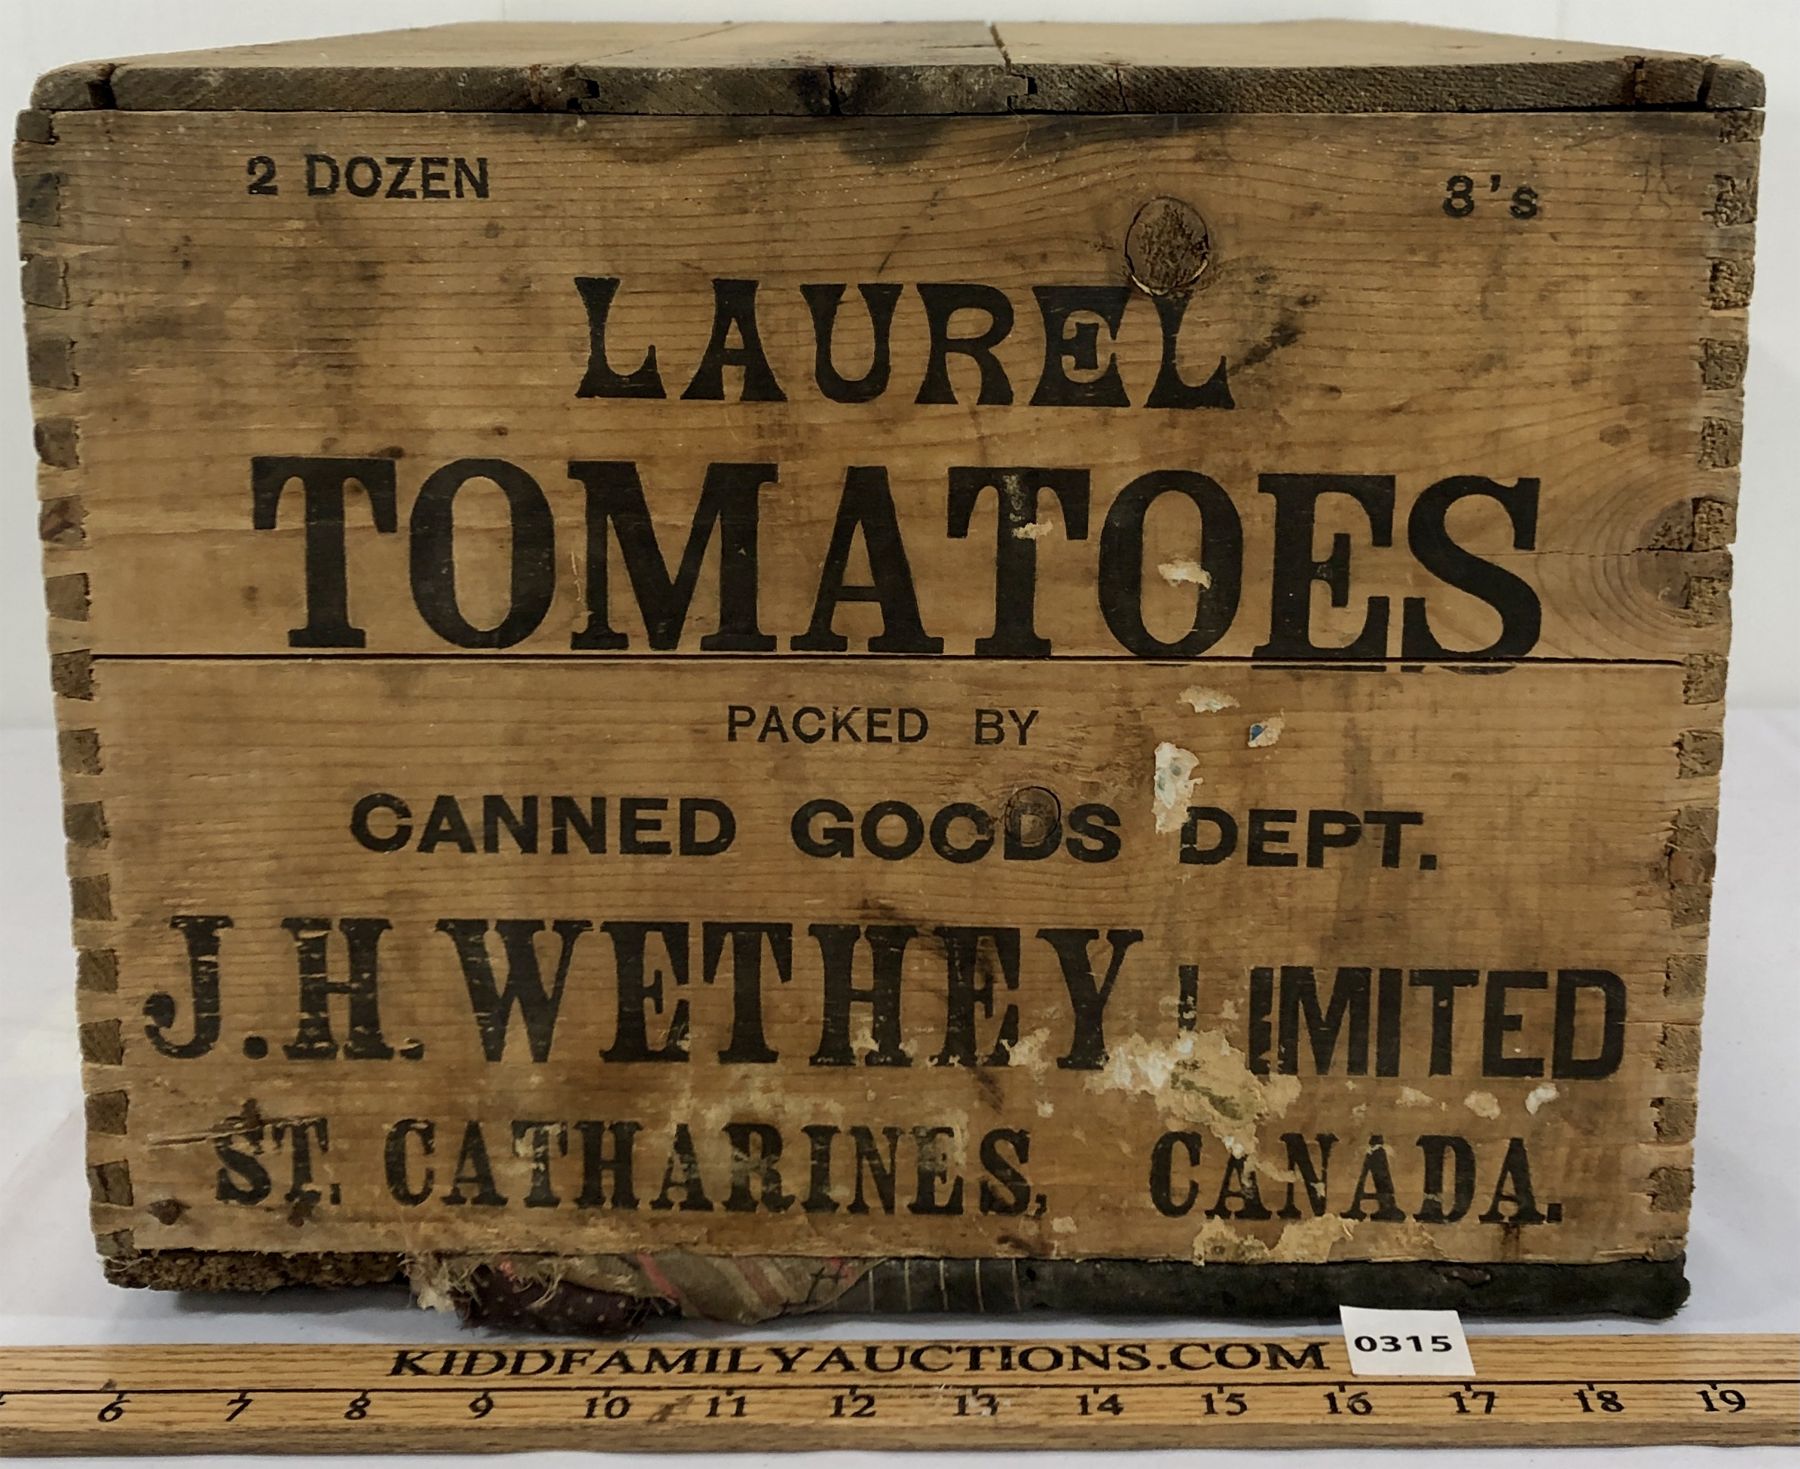 2 DOZEN 8's
LAUREL
TOMATOES
PACKED BY
CANNED GOODS DEPT.
J.H. WETHEY LIMITED
ST. CATHARINES, CANADA.
0315
KIDDFAMILYAUCTIONS.COM
6 7 8 9 10 11 12 13 14 15 16 17 18 19